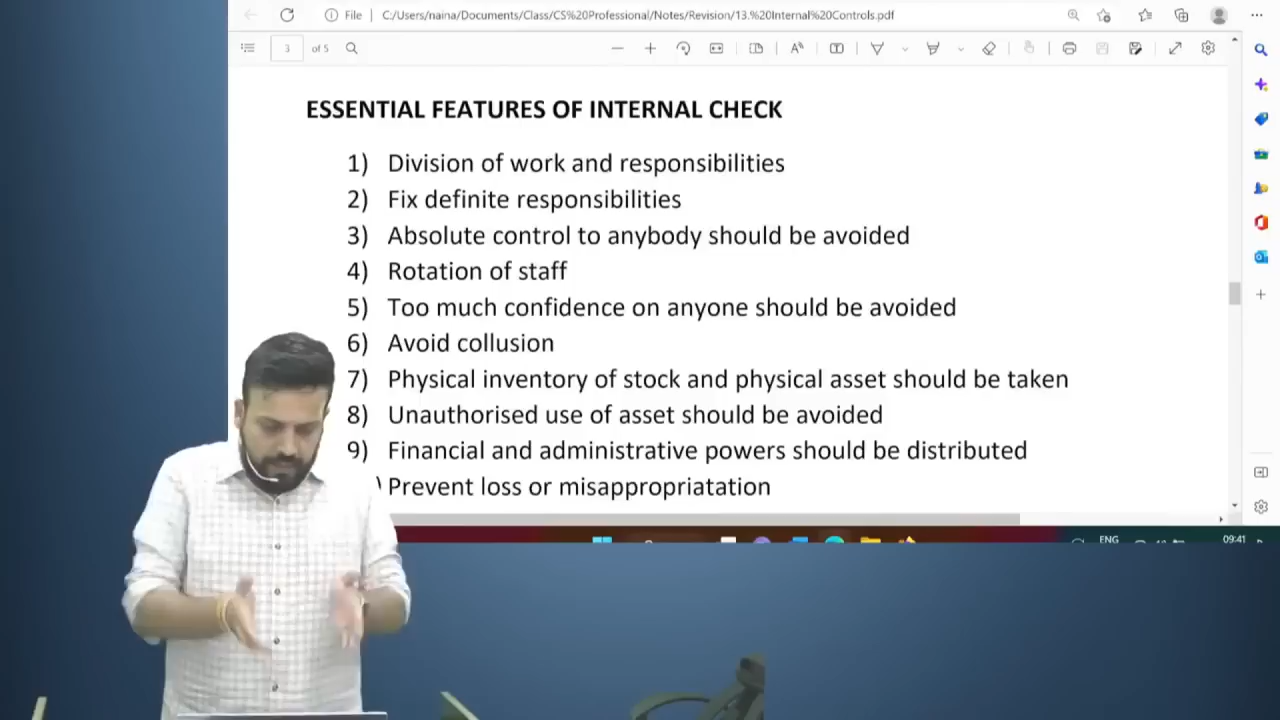 File
C:/Users/naina/Documents/Class/CS%20Professional/Notes/Revision/13.%20Internal%20Controls.pdf
3 of 5
ESSENTIAL FEATURES OF INTERNAL CHECK
1) Division of work and responsibilities
2) Fix definite responsibilities
3) Absolute control to anybody should be avoided
4) Rotation of staff
5) Too much confidence on anyone should be avoided
6) Avoid collusion
7) Physical inventory of stock and physical asset should be taken
8) Unauthorised use of asset should be avoided
9) Financial and administrative powers should be distributed
) Prevent loss or misappropriatation
ENG
09:41